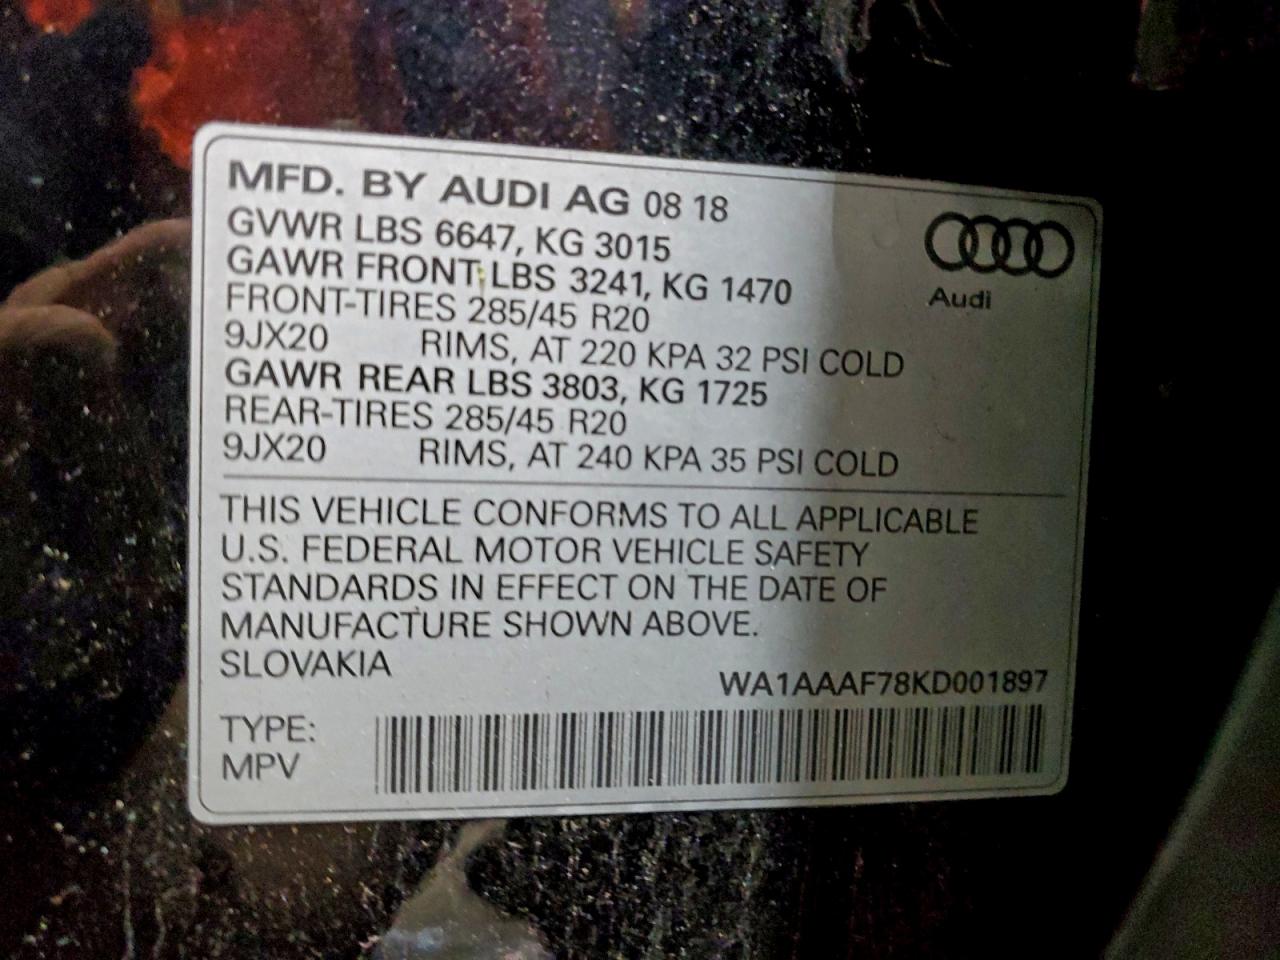 MFD. BY AUDI AG 08 18
GVWR LBS 6647, KG 3015
GAWR FRONT LBS 3241, KG 1470
FRONT-TIRES 285/45 R20
9JX20 RIMS, AT 220 KPA 32 PSI COLD
GAWR REAR LBS 3803, KG 1725
REAR-TIRES 285/45 R20
9JX20 RIMS, AT 240 KPA 35 PSI COLD
Audi
THIS VEHICLE CONFORMS TO ALL APPLICABLE
U.S. FEDERAL MOTOR VEHICLE SAFETY
STANDARDS IN EFFECT ON THE DATE OF
MANUFACTURE SHOWN ABOVE.
SLOVAKIA
WA1AAAF78KD001897
TYPE:
MPV